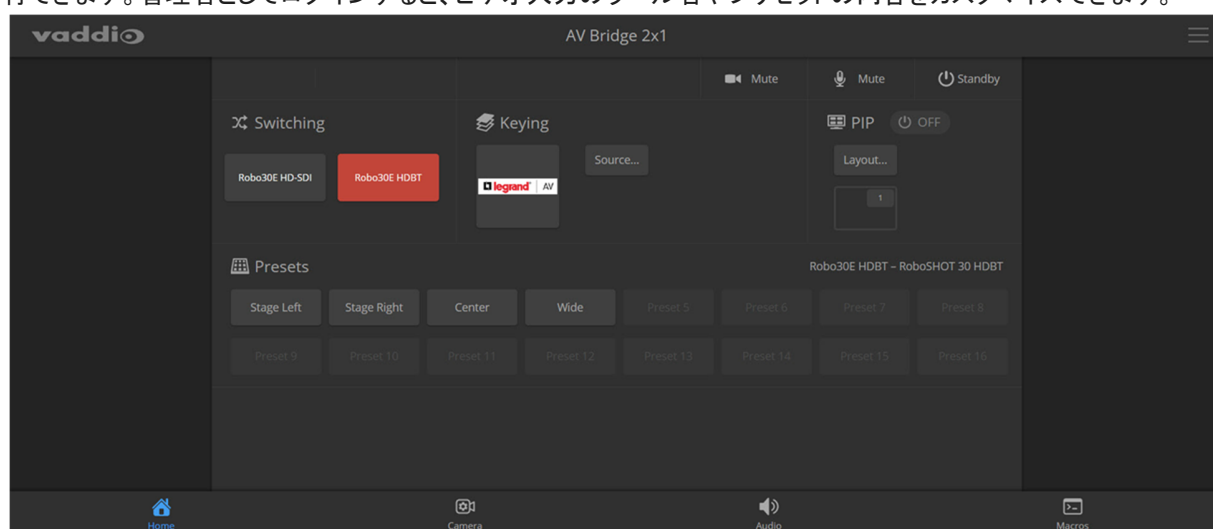 行できます。管理者としてログインすると、ビデオ入力のラベル名やプリセットの内容をカスタマイズできます。
vaddio
AV Bridge 2x1
Mute
Mute
Standby
Switching
Keying
PIP
OFF
Robo30E HD-SDI
Robo30E HDBT
legrand AV
Source...
Layout...
1
Presets
Robo30E HDBT – RoboSHOT 30 HDBT
Stage Left
Stage Right
Center
Wide
Preset 5
Preset 6
Preset 7
Preset 8
Preset 9
Preset 10
Preset 11
Preset 12
Preset 13
Preset 14
Preset 15
Preset 16
Home
Camera
Audio
Macros